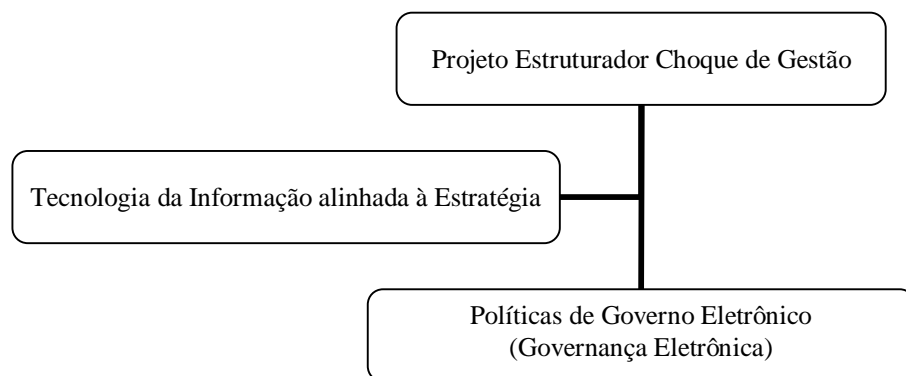 Projeto Estruturador Choque de Gestão
Tecnologia da Informação alinhada à Estratégia
Políticas de Governo Eletrônico
(Governança Eletrônica)